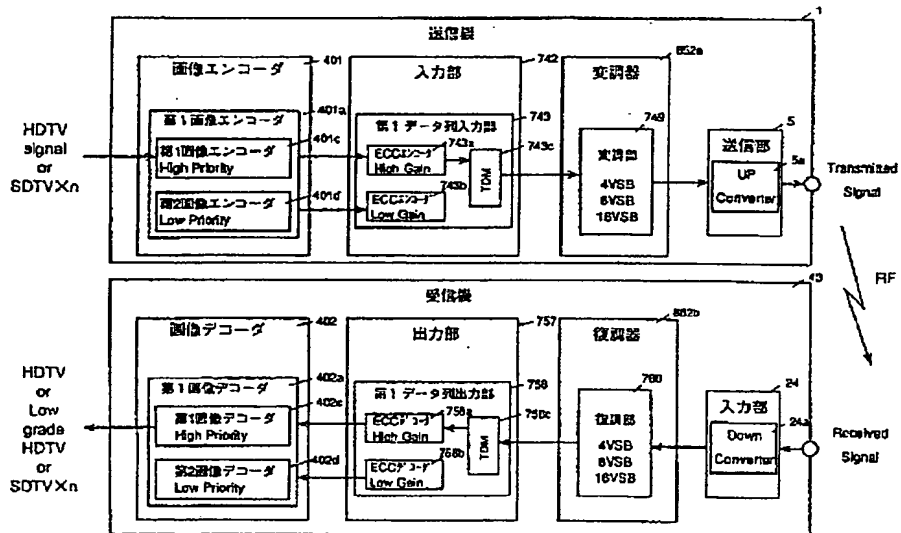 1
送信機
画像エンコーダ
401
401a
第1画像エンコーダ
401c
第1画像エンコーダ
High Priority
401d
第2画像エンコーダ
Low Priority
HDTV
signal
or
SDTV×n
入力部
742
743
第1データ列入力部
743a
ECCエンコーダ
High Gain
743b
ECCエンコーダ
Low Gain
743c
TDM
変調器
852a
749
変調部
4VSB
8VSB
16VSB
5
送信部
5a
UP
Converter
Transmitted
Signal
RF
43
受信機
画像デコーダ
402
402a
第1画像デコーダ
402c
第1画像デコーダ
High Priority
402d
第2画像デコーダ
Low Priority
HDTV
or
Low
grade
HDTV
or
SDTV×n
出力部
757
758
第1データ列出力部
758a
ECCデコーダ
High Gain
758b
ECCデコーダ
Low Gain
758c
TDM
復調器
852b
760
復調部
4VSB
8VSB
16VSB
24
入力部
24a
Down
Converter
Received
Signal